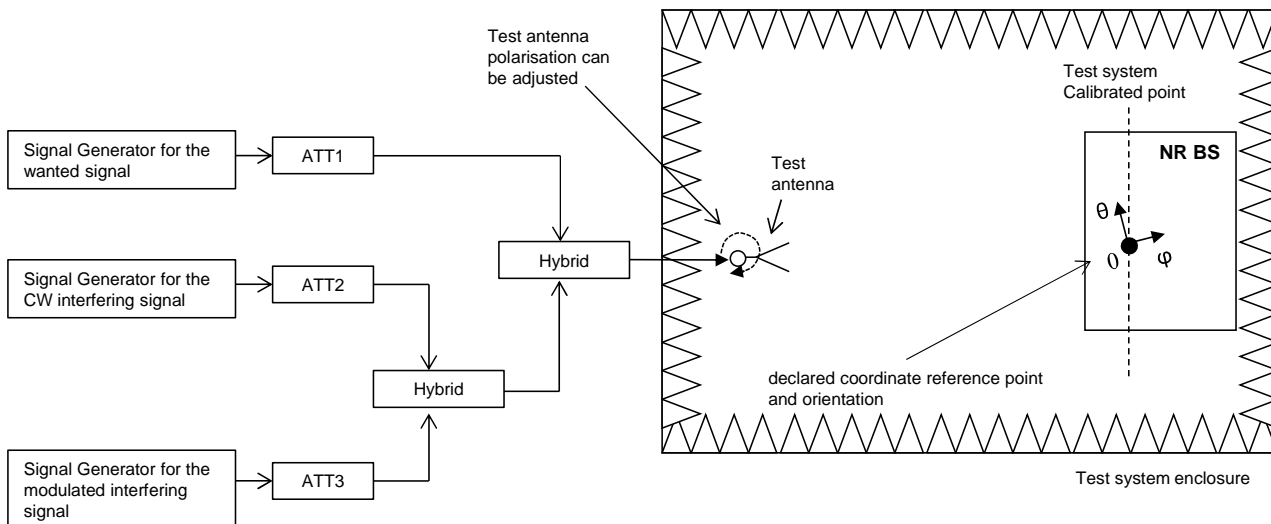 Signal Generator for the
wanted signal
ATT1
Signal Generator for the
CW interfering signal
ATT2
Signal Generator for the
modulated interfering
signal
ATT3
Hybrid
Hybrid
Test antenna
polarisation can
be adjusted
Test
antenna
Test system
Calibrated point
NR BS
θ
0
φ
declared coordinate reference point
and orientation
Test system enclosure